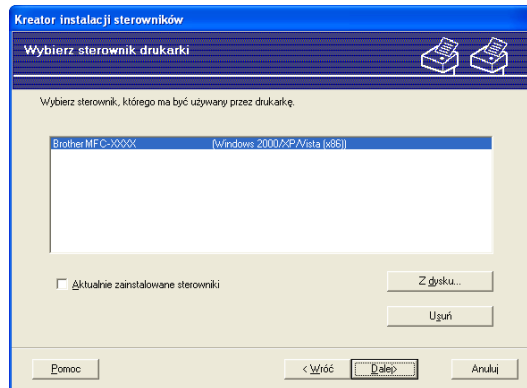 Kreator instalacji sterowników
Wybierz sterownik drukarki
Wybierz sterownik, którego ma być używany przez drukarkę.
Brother MFC-XXXX (Windows 2000/XP/Vista (x86))
Aktualnie zainstalowane sterowniki
Z dysku...
Usuń
Pomoc
< Wróć
Dalej>
Anuluj